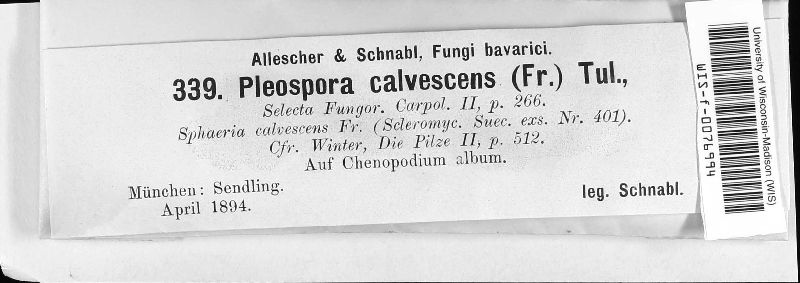 Allescher & Schnabl, Fungi bavarici.
339. Pleospora calvescens (Fr.) Tul.,
Selecta Fungor. Carpol. II, p. 266.
Sphaeria calvescens Fr. (Scleromyc. Suec. exs. Nr. 401).
Cfr. Winter, Die Pilze II, p. 512.
Auf Chenopodium album.
München: Sendling.
April 1894.
leg. Schnabl.
University of Wisconsin-Madison (WIS)
WIS-f-0076994